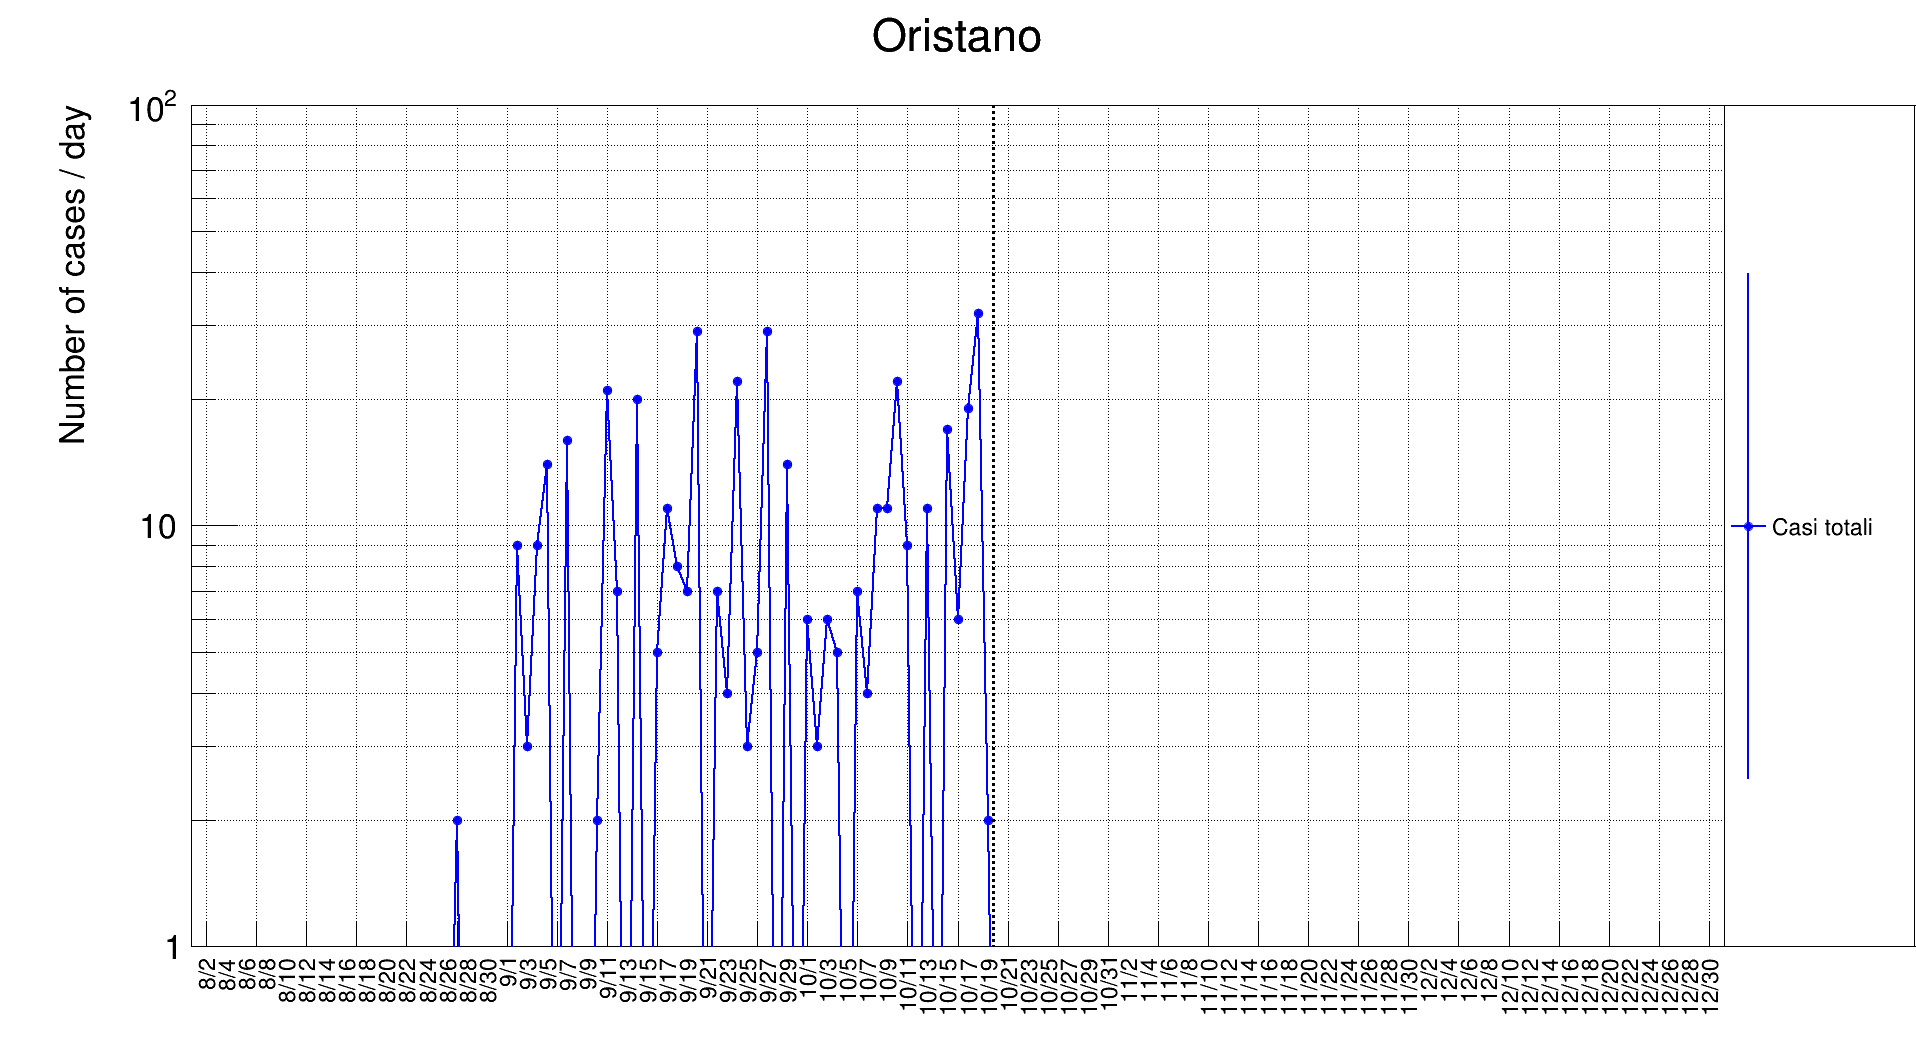 Oristano
Number of cases / day
10²
10
1
8/2 8/4 8/6 8/8 8/10 8/12 8/14 8/16 8/18 8/20 8/22 8/24 8/26 8/28 8/30 9/1 9/3 9/5 9/7 9/9 9/11 9/13 9/15 9/17 9/19 9/21 9/23 9/25 9/27 9/29 10/1 10/3 10/5 10/7 10/9 10/11 10/13 10/15 10/17 10/19 10/21 10/23 10/25 10/27 10/29 10/31 11/2 11/4 11/6 11/8 11/10 11/12 11/14 11/16 11/18 11/20 11/22 11/24 11/26 11/28 11/30 12/2 12/4 12/6 12/8 12/10 12/12 12/14 12/16 12/18 12/20 12/22 12/24 12/26 12/28 12/30
Casi totali